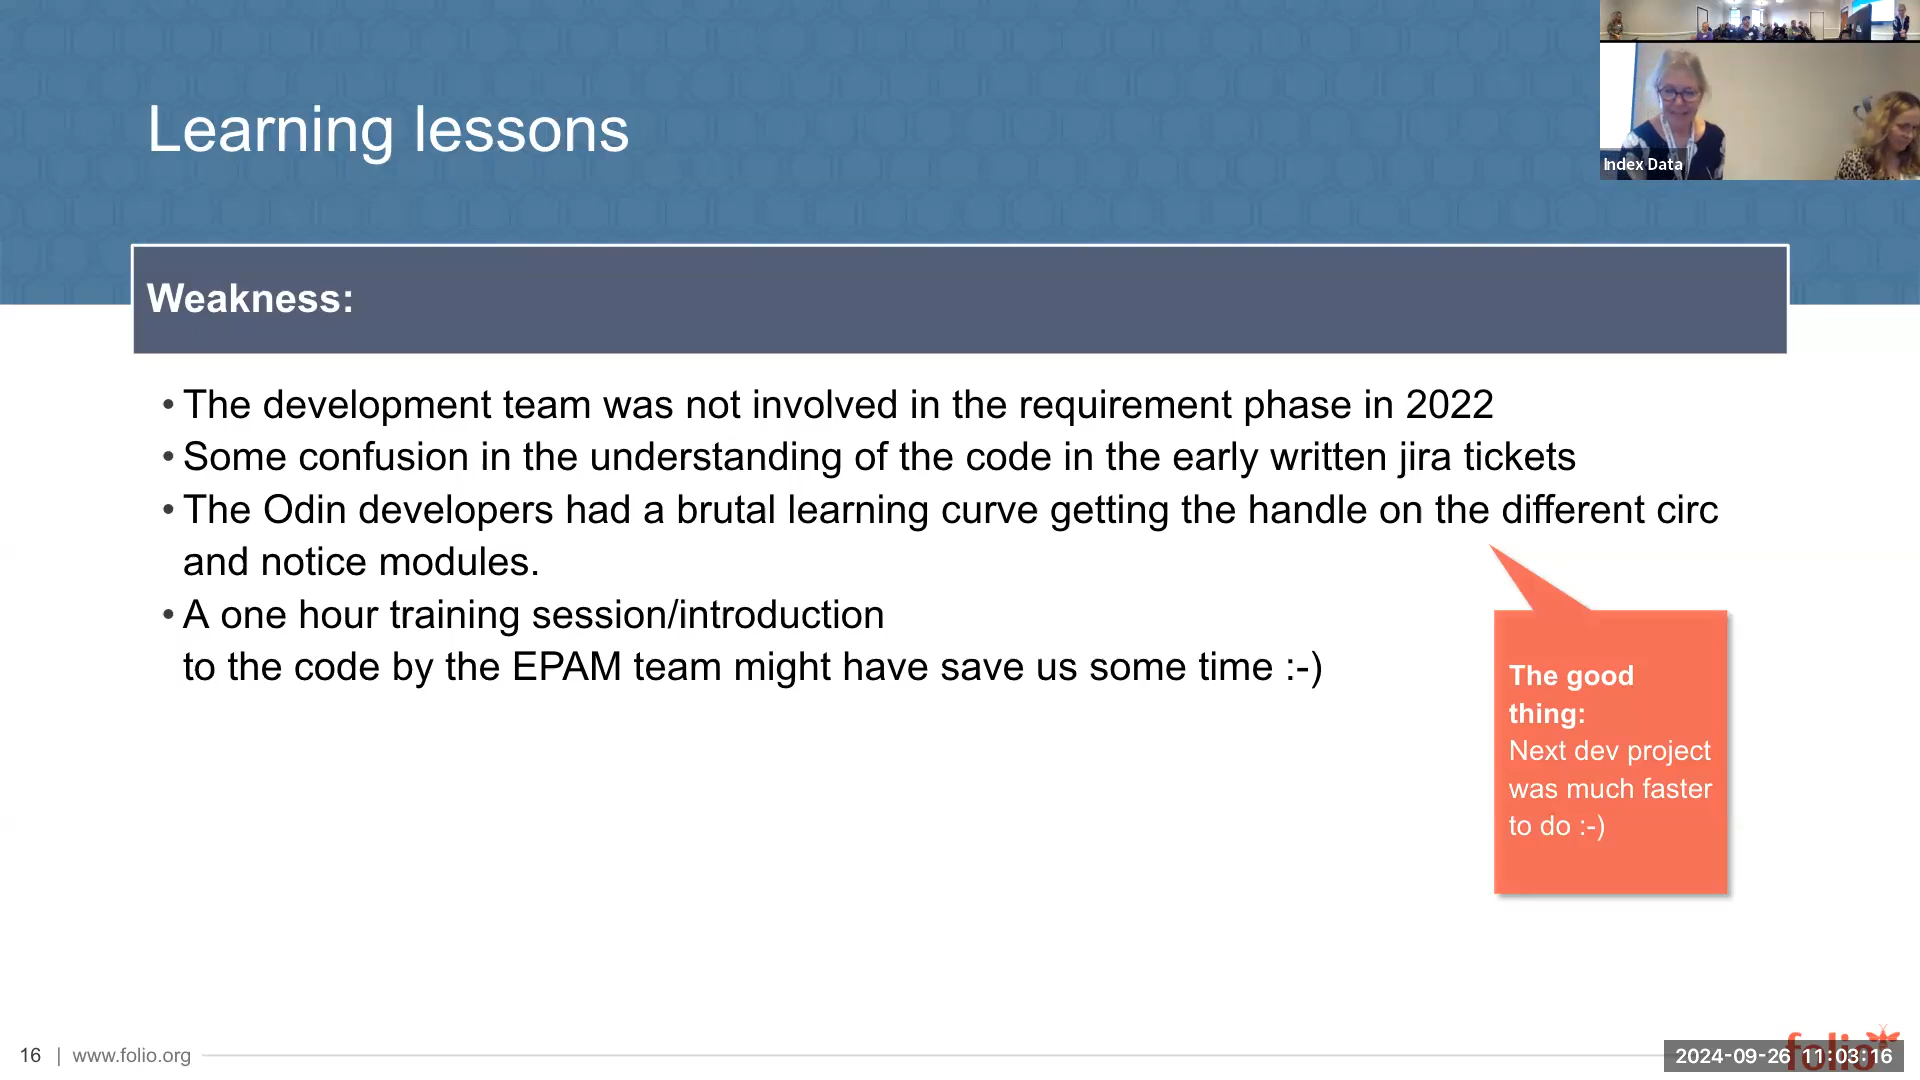 Learning lessons
Index Data
Weakness:
• The development team was not involved in the requirement phase in 2022
• Some confusion in the understanding of the code in the early written jira tickets
• The Odin developers had a brutal learning curve getting the handle on the different circ
and notice modules.
• A one hour training session/introduction
to the code by the EPAM team might have save us some time :-)
The good
thing:
Next dev project
was much faster
to do :-)
16 | www.folio.org
folio
2024-09-26 11:03:16